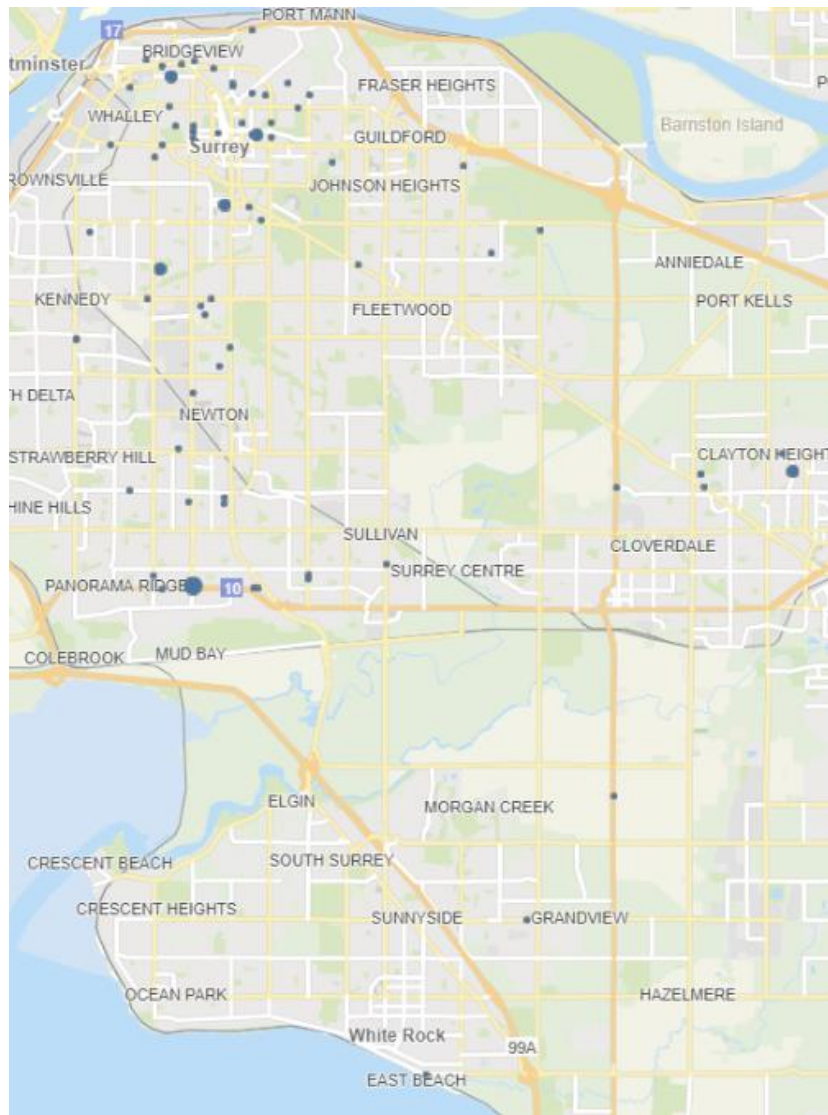 PORT MANN
17
BRIDGEVIEW
tminster
FRASER HEIGHTS
P
WHALLEY
Barnston Island
GUILDFORD
Surrey
ROWNSVILLE
JOHNSON HEIGHTS
ANNIEDALE
KENNEDY
PORT KELLS
FLEETWOOD
TH DELTA
NEWTON
STRAWBERRY HILL
CLAYTON HEIGHT
HINE HILLS
SULLIVAN
CLOVERDALE
PANORAMA RIDGE
10
SURREY CENTRE
COLEBROOK
MUD BAY
ELGIN
MORGAN CREEK
CRESCENT BEACH
SOUTH SURREY
CRESCENT HEIGHTS
SUNNYSIDE
GRANDVIEW
OCEAN PARK
HAZELMERE
White Rock
99A
EAST BEACH